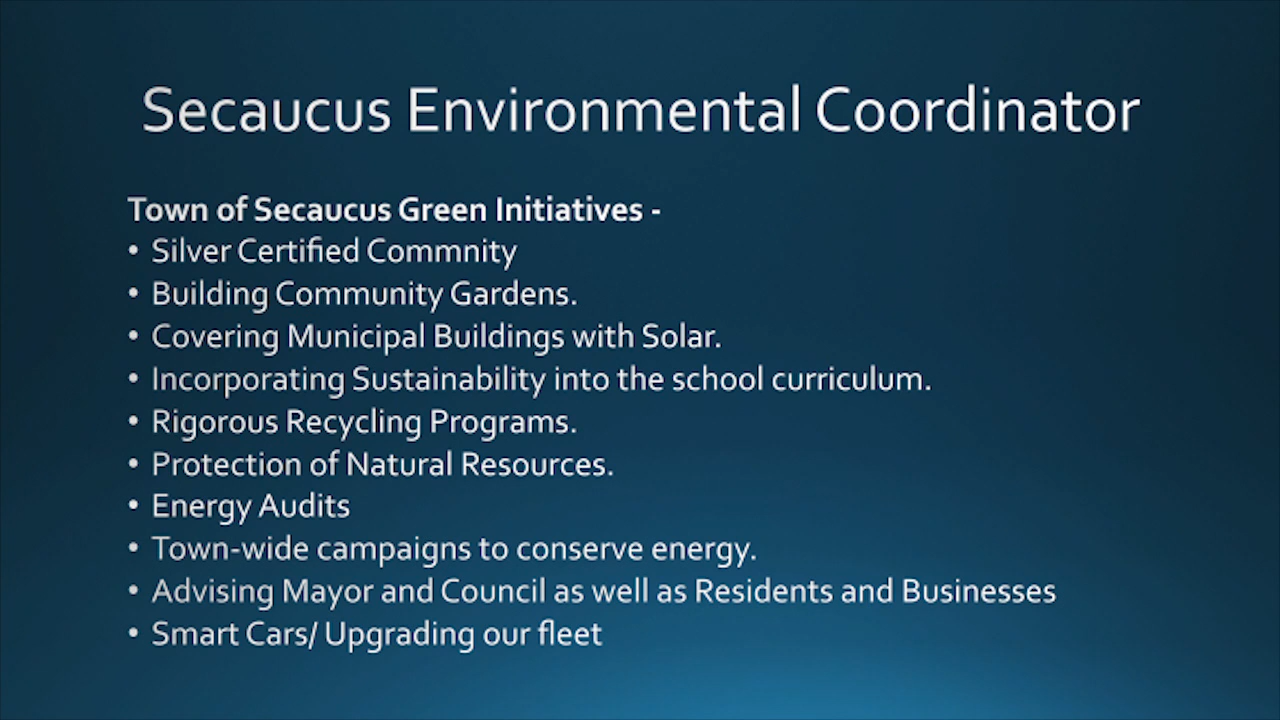 Secaucus Environmental Coordinator
Town of Secaucus Green Initiatives -
• Silver Certified Commnity
• Building Community Gardens.
• Covering Municipal Buildings with Solar.
• Incorporating Sustainability into the school curriculum.
• Rigorous Recycling Programs.
• Protection of Natural Resources.
• Energy Audits
• Town-wide campaigns to conserve energy.
• Advising Mayor and Council as well as Residents and Businesses
• Smart Cars/ Upgrading our fleet